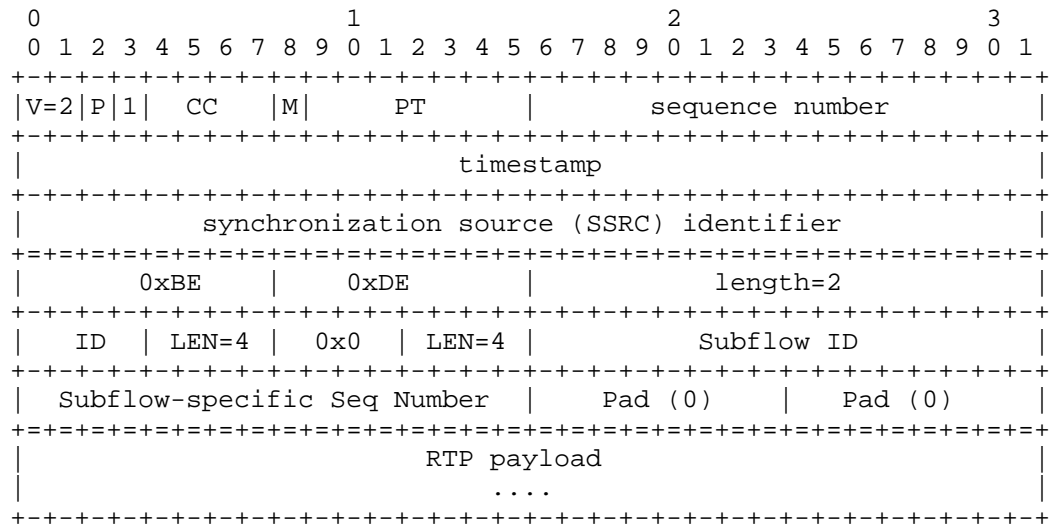 0                   1                   2                   3
 0 1 2 3 4 5 6 7 8 9 0 1 2 3 4 5 6 7 8 9 0 1 2 3 4 5 6 7 8 9 0 1
+-+-+-+-+-+-+-+-+-+-+-+-+-+-+-+-+-+-+-+-+-+-+-+-+-+-+-+-+-+-+-+-+
|V=2|P|1|  CC   |M|     PT      |       sequence number         |
+-+-+-+-+-+-+-+-+-+-+-+-+-+-+-+-+-+-+-+-+-+-+-+-+-+-+-+-+-+-+-+-+
|                           timestamp                           |
+-+-+-+-+-+-+-+-+-+-+-+-+-+-+-+-+-+-+-+-+-+-+-+-+-+-+-+-+-+-+-+-+
|           synchronization source (SSRC) identifier            |
+=+=+=+=+=+=+=+=+=+=+=+=+=+=+=+=+=+=+=+=+=+=+=+=+=+=+=+=+=+=+=+=+
|       0xBE    |    0xDE       |           length=2            |
+-+-+-+-+-+-+-+-+-+-+-+-+-+-+-+-+-+-+-+-+-+-+-+-+-+-+-+-+-+-+-+-+
|   ID  | LEN=4 |  0x0  | LEN=4 |          Subflow ID           |
+-+-+-+-+-+-+-+-+-+-+-+-+-+-+-+-+-+-+-+-+-+-+-+-+-+-+-+-+-+-+-+-+
|  Subflow-specific Seq Number  |    Pad (0)    |   Pad (0)     |
+=+=+=+=+=+=+=+=+=+=+=+=+=+=+=+=+=+=+=+=+=+=+=+=+=+=+=+=+=+=+=+=+
|                         RTP payload                           |
|                             ....                              |
+-+-+-+-+-+-+-+-+-+-+-+-+-+-+-+-+-+-+-+-+-+-+-+-+-+-+-+-+-+-+-+-+